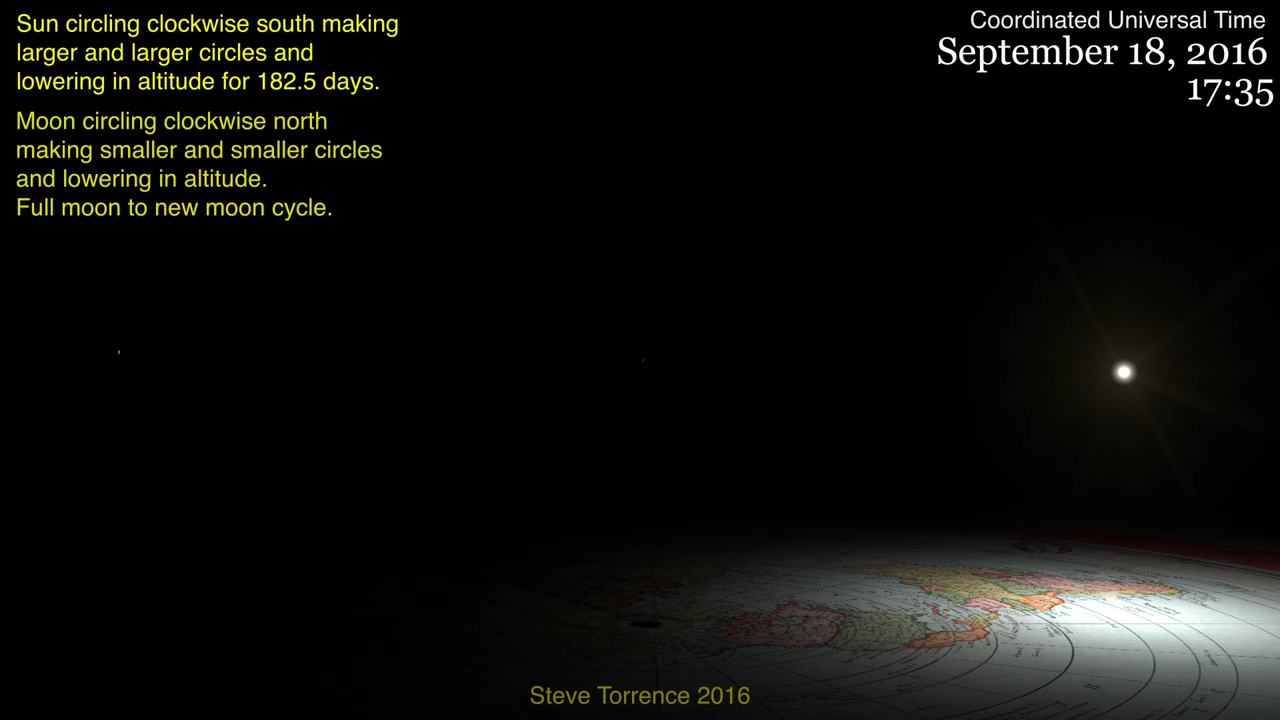 Sun circling clockwise south making
larger and larger circles and
lowering in altitude for 182.5 days.
Moon circling clockwise north
making smaller and smaller circles
and lowering in altitude.
Full moon to new moon cycle.
Coordinated Universal Time
September 18, 2016
17:35
Steve Torrence 2016